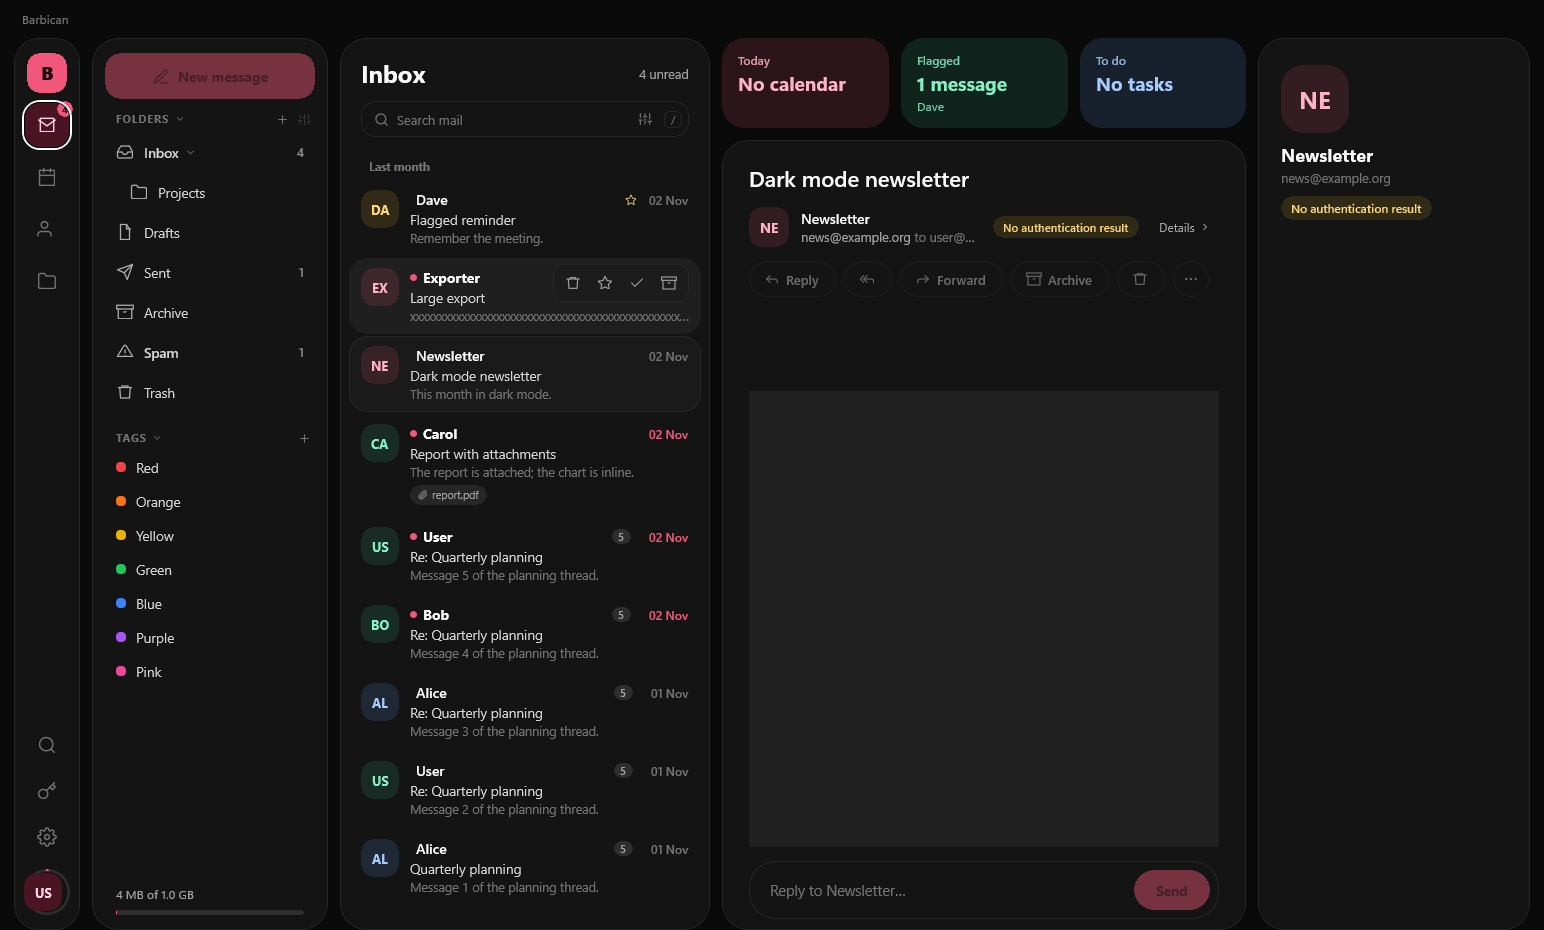 Barbican
B
4
US
New message
FOLDERS
Inbox 4
Projects
Drafts
Sent 1
Archive
Spam 1
Trash
TAGS
Red
Orange
Yellow
Green
Blue
Purple
Pink
4 MB of 1.0 GB
Inbox 4 unread
Search mail /
Last month
DA Dave 02 Nov
Flagged reminder
Remember the meeting.
EX Exporter
Large export
NE Newsletter 02 Nov
Dark mode newsletter
This month in dark mode.
CA Carol 02 Nov
Report with attachments
The report is attached; the chart is inline.
report.pdf
US User 5 02 Nov
Re: Quarterly planning
Message 5 of the planning thread.
BO Bob 5 02 Nov
Re: Quarterly planning
Message 4 of the planning thread.
AL Alice 5 01 Nov
Re: Quarterly planning
Message 3 of the planning thread.
US User 5 01 Nov
Re: Quarterly planning
Message 2 of the planning thread.
AL Alice 5 01 Nov
Quarterly planning
Message 1 of the planning thread.
Today
No calendar
Flagged
1 message
Dave
To do
No tasks
Dark mode newsletter
NE Newsletter
news@example.org to user@...
No authentication result Details
Reply Forward Archive
Reply to Newsletter...
Send
NE
Newsletter
news@example.org
No authentication result